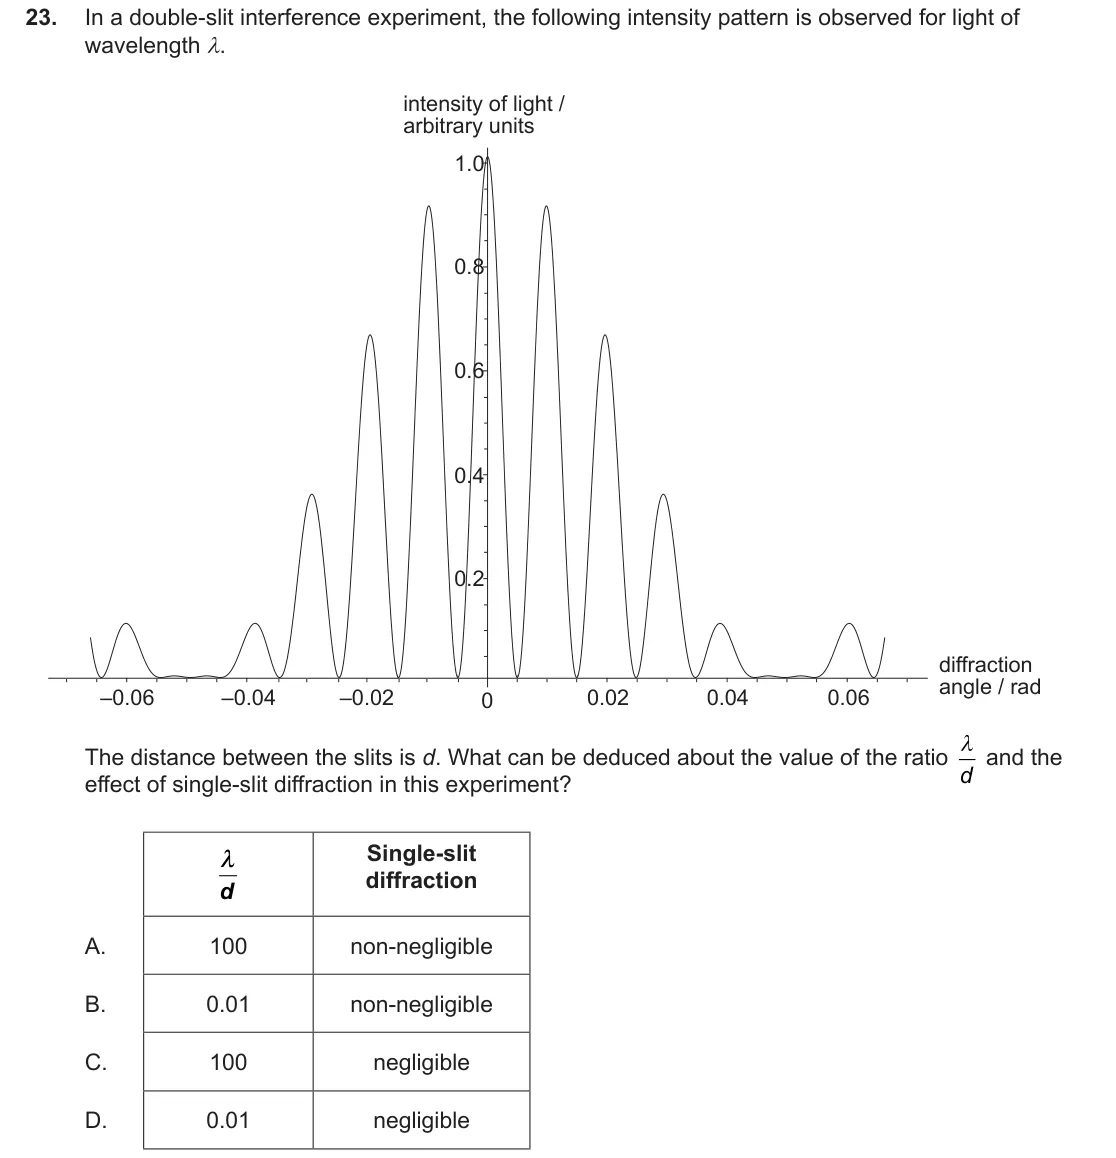 23. In a double-slit interference experiment, the following intensity pattern is observed for light of
wavelength λ.
intensity of light /
arbitrary units
1.0
0.8
0.6
0.4
0.2
–0.06 –0.04 –0.02 0 0.02 0.04 0.06
diffraction
angle / rad
The distance between the slits is d. What can be deduced about the value of the ratio λ/d and the
effect of single-slit diffraction in this experiment?
λ/d Single-slit
diffraction
A. 100 non-negligible
B. 0.01 non-negligible
C. 100 negligible
D. 0.01 negligible